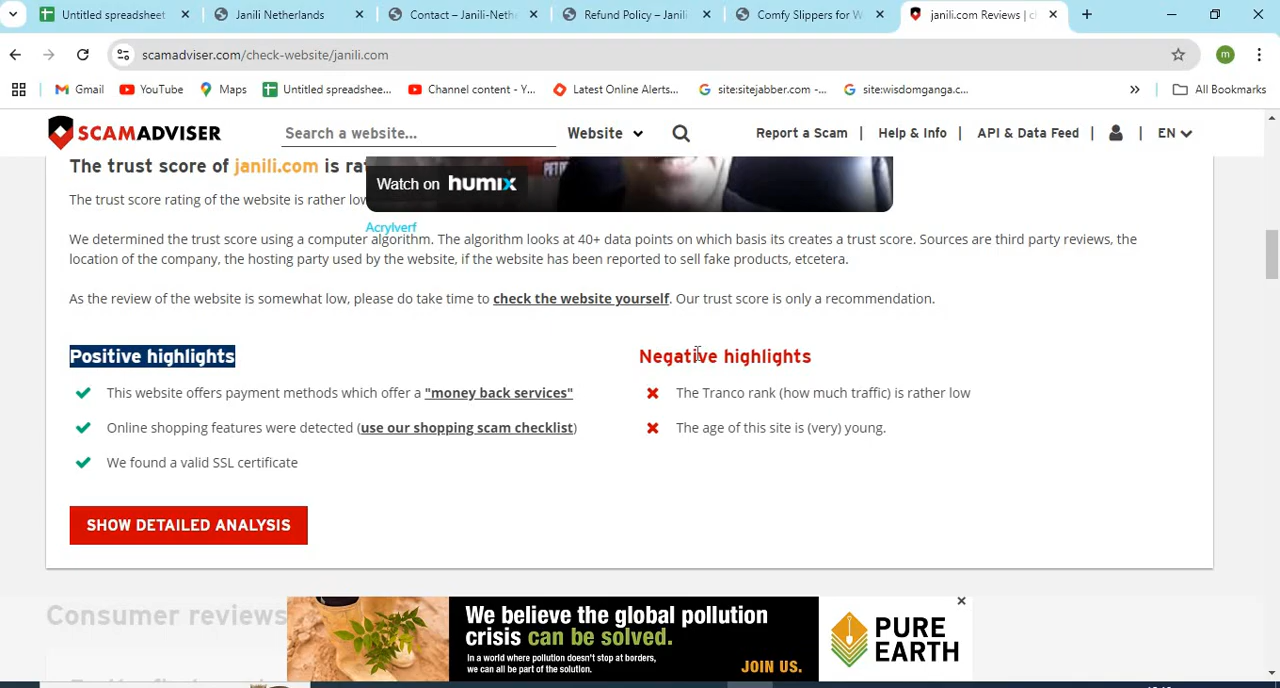 Untitled spreadsheet
Janili Netherlands
Contact – Janili-Nethe
Refund Policy – Janili
Comfy Slippers for W
janili.com Reviews | c
scamadviser.com/check-website/janili.com
m
Gmail
YouTube
Maps
Untitled spreadshee...
Channel content - Y...
Latest Online Alerts...
site:sitejabber.com -...
site:wisdomganga.c...
All Bookmarks
SCAMADVISER
Search a website...
Website
Report a Scam
Help & Info
API & Data Feed
EN
The trust score of janili.com is rat
Watch on humix
The trust score rating of the website is rather low
Acrylverf
We determined the trust score using a computer algorithm. The algorithm looks at 40+ data points on which basis its creates a trust score. Sources are third party reviews, the
location of the company, the hosting party used by the website, if the website has been reported to sell fake products, etcetera.
As the review of the website is somewhat low, please do take time to check the website yourself. Our trust score is only a recommendation.
Positive highlights
This website offers payment methods which offer a "money back services"
Online shopping features were detected (use our shopping scam checklist)
We found a valid SSL certificate
Negative highlights
The Tranco rank (how much traffic) is rather low
The age of this site is (very) young.
SHOW DETAILED ANALYSIS
Consumer reviews
We believe the global pollution
crisis can be solved.
In a world where pollution doesn't stop at borders,
we can all be part of the solution.
JOIN US.
PURE
EARTH